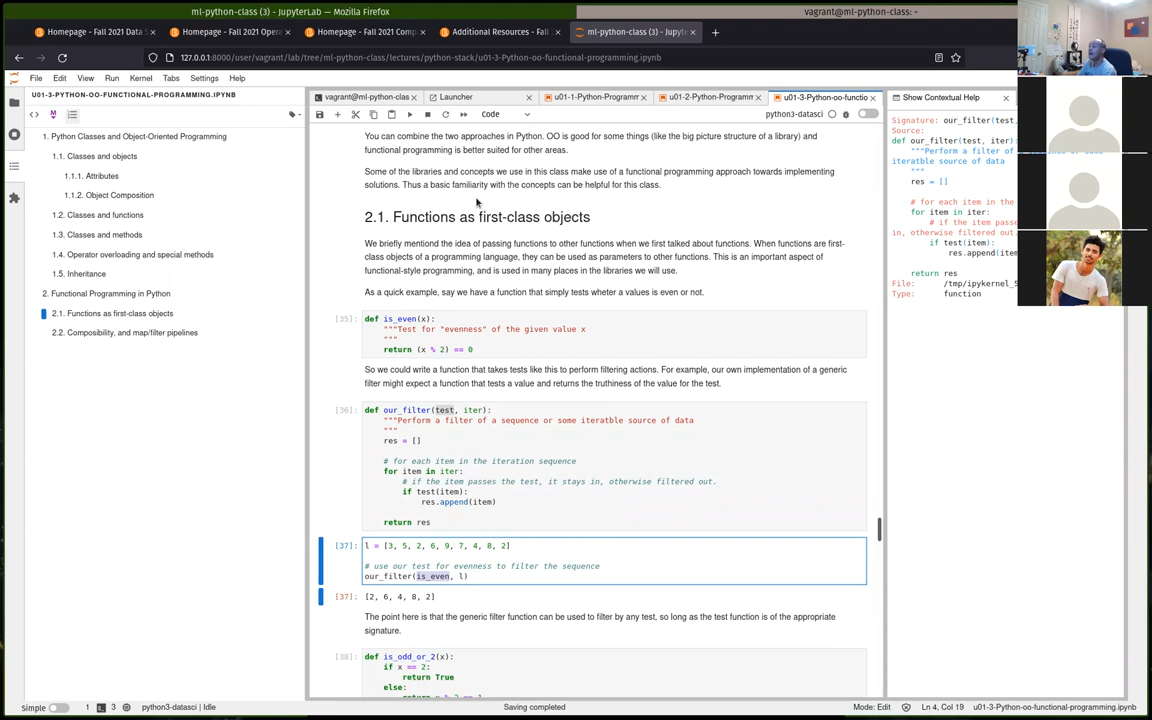 ml-python-class (3) - JupyterLab — Mozilla Firefox
vagrant@ml-python-class: ~
Homepage - Fall 2021 Data S
Homepage - Fall 2021 Opera
Homepage - Fall 2021 Comp
Additional Resources - Fall
ml-python-class (3) - Jupyte
127.0.0.1:8000/user/vagrant/lab/tree/ml-python-class/lectures/python-stack/u01-3-Python-oo-functional-programming.ipynb
File Edit View Run Kernel Tabs Settings Help
U01-3-PYTHON-OO-FUNCTIONAL-PROGRAMMING.IPYNB
1. Python Classes and Object-Oriented Programming
1.1. Classes and objects
1.1.1. Attributes
1.1.2. Object Composition
1.2. Classes and functions
1.3. Classes and methods
1.4. Operator overloading and special methods
1.5. Inheritance
2. Functional Programming in Python
2.1. Functions as first-class objects
2.2. Composibility, and map/filter pipelines
vagrant@ml-python-clas
Launcher
u01-1-Python-Programm
u01-2-Python-Programm
u01-3-Python-oo-functio
Code
python3-datasci
You can combine the two approaches in Python. OO is good for some things (like the big picture structure of a library) and
functional programming is better suited for other areas.
Some of the libraries and concepts we use in this class make use of a functional programming approach towards implementing
solutions. Thus a basic familiarity with the concepts can be helpful for this class.
2.1. Functions as first-class objects
We briefly mention the idea of passing functions to other functions when we first talked about functions. When functions are first-
class objects of a programming language, they can be used as parameters to other functions. This is an important aspect of
functional-style programming, and is used in many places in the libraries we will use.
As a quick example, say we have a function that simply tests wheter a values is even or not.
[35]: def is_even(x):
"""Test for "evenness" of the given value x
"""
return (x % 2) == 0
So we could write a function that takes tests like this to perform filtering actions. For example, our own implementation of a generic
filter might expect a function that tests a value and returns the truthiness of the value for the test.
[36]: def our_filter(test, iter):
"""Perform a filter of a sequence or some iteratble source of data
"""
res = []
# for each item in the iteration sequence
for item in iter:
# if the item passes the test, it stays in, otherwise filtered out.
if test(item):
res.append(item)
return res
[37]: l = [3, 5, 2, 6, 9, 7, 4, 8, 2]
# use our test for evenness to filter the sequence
our_filter(is_even, l)
[37]: [2, 6, 4, 8, 2]
The point here is that the generic filter function can be used to filter by any test, so long as the test function is of the appropriate
signature.
[38]: def is_odd_or_2(x):
if x == 2:
return True
else:
Show Contextual Help
Signature: our_filter(test,
Source:
def our_filter(test, iter):
"""Perform a filter of
iteratble source of data
"""
res = []
# for each item in the
for item in iter:
# if the item pass
in, otherwise filtered out.
if test(item):
res.append(item
return res
File: /tmp/ipykernel_5
Type: function
Simple 1 3 python3-datasci | Idle
Saving completed
Mode: Edit
Ln 4, Col 19
u01-3-Python-oo-functional-programming.ipynb